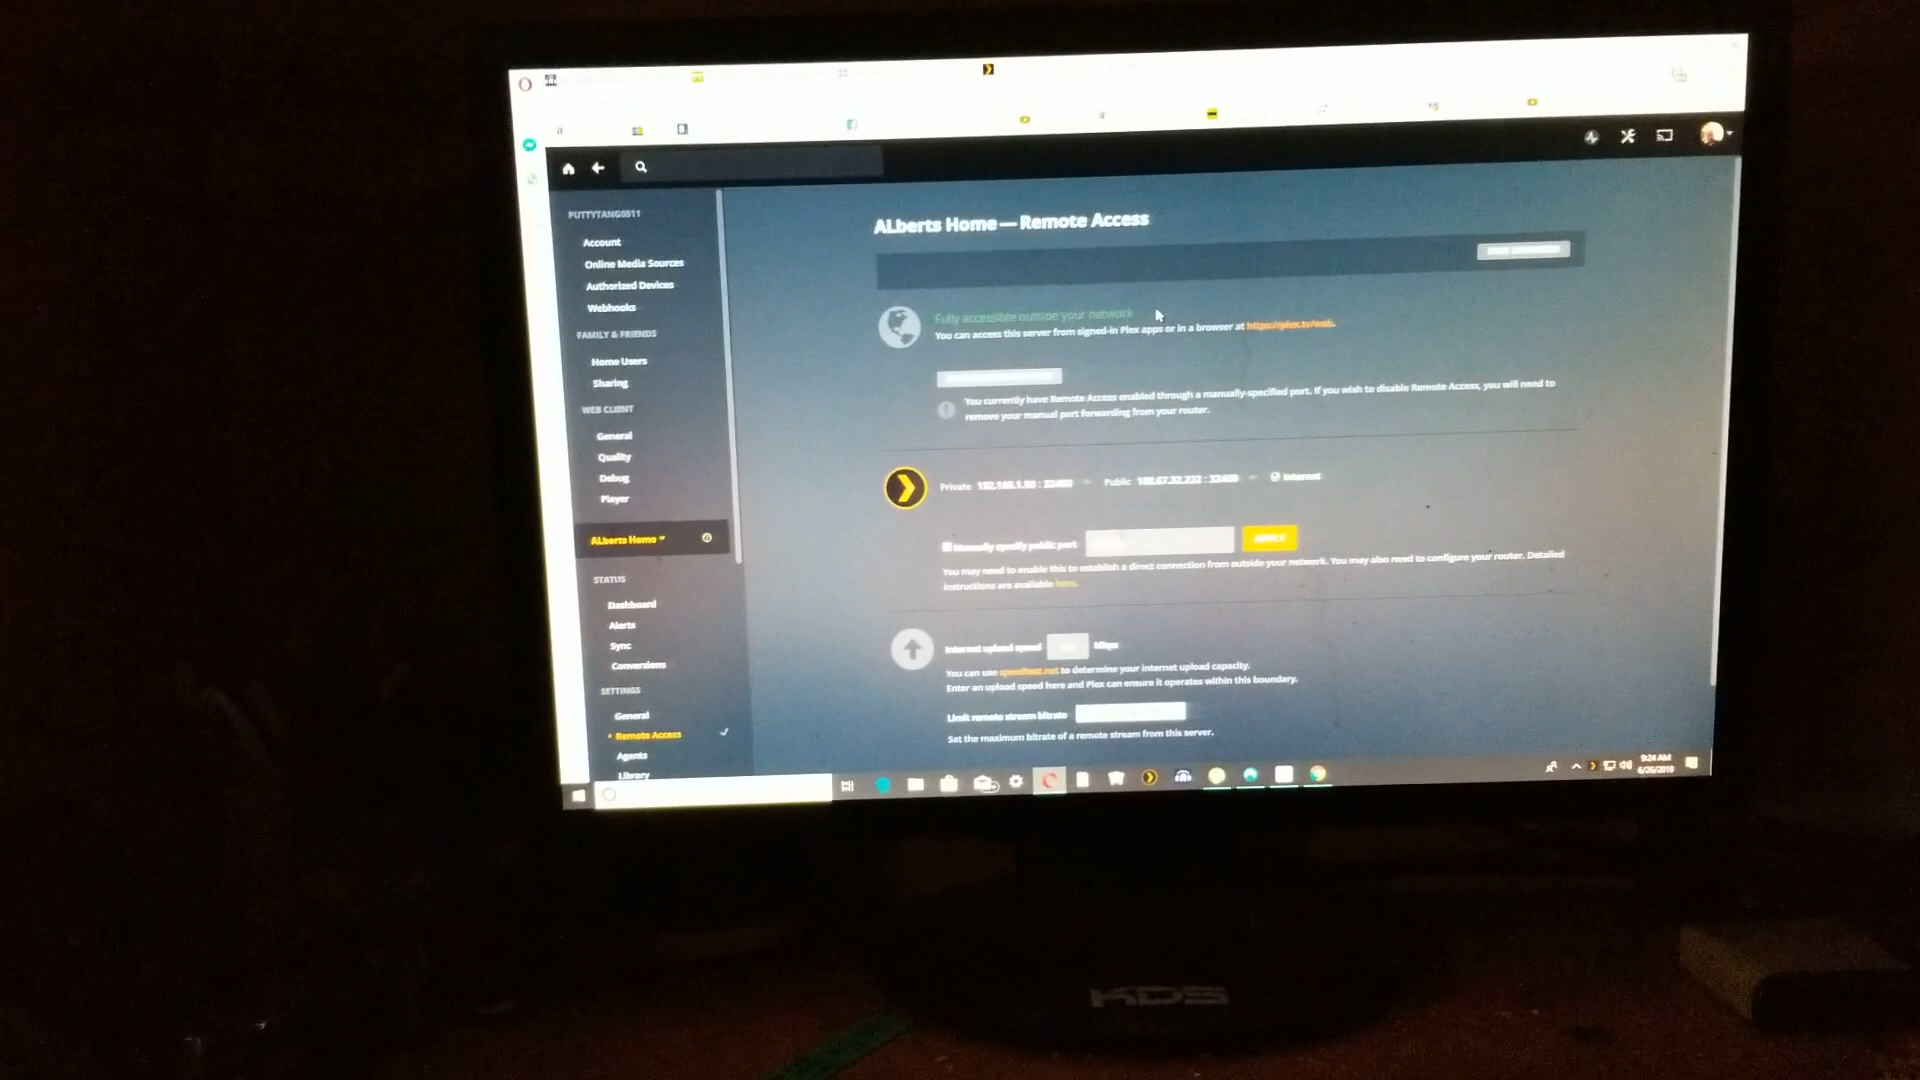 PUTTYTANG0511
Account
Online Media Sources
Authorized Devices
Webhooks
FAMILY & FRIENDS
Home Users
Sharing
WEB CLIENT
General
Quality
Debug
Player
ALberts Home
STATUS
Dashboard
Alerts
Sync
Conversions
SETTINGS
General
Remote Access
Agents
Library
ALberts Home — Remote Access
Fully accessible outside your network
You can access this server from signed-in Plex apps or in a browser at https://plex.tv/web.
You currently have Remote Access enabled through a manually-specified port. If you wish to disable Remote Access, you will need to
remove your manual port forwarding from your router.
Private Public Internet
Manually specify public port APPLY
You may need to enable this to establish a direct connection from outside your network. You may also need to configure your router. Detailed
instructions are available here.
Internet upload speed Mbps
You can use speedtest.net to determine your internet upload capacity.
Enter an upload speed here and Plex can ensure it operates within this boundary.
Limit remote stream bitrate
Set the maximum bitrate of a remote stream from this server.
9:24 AM
KDS